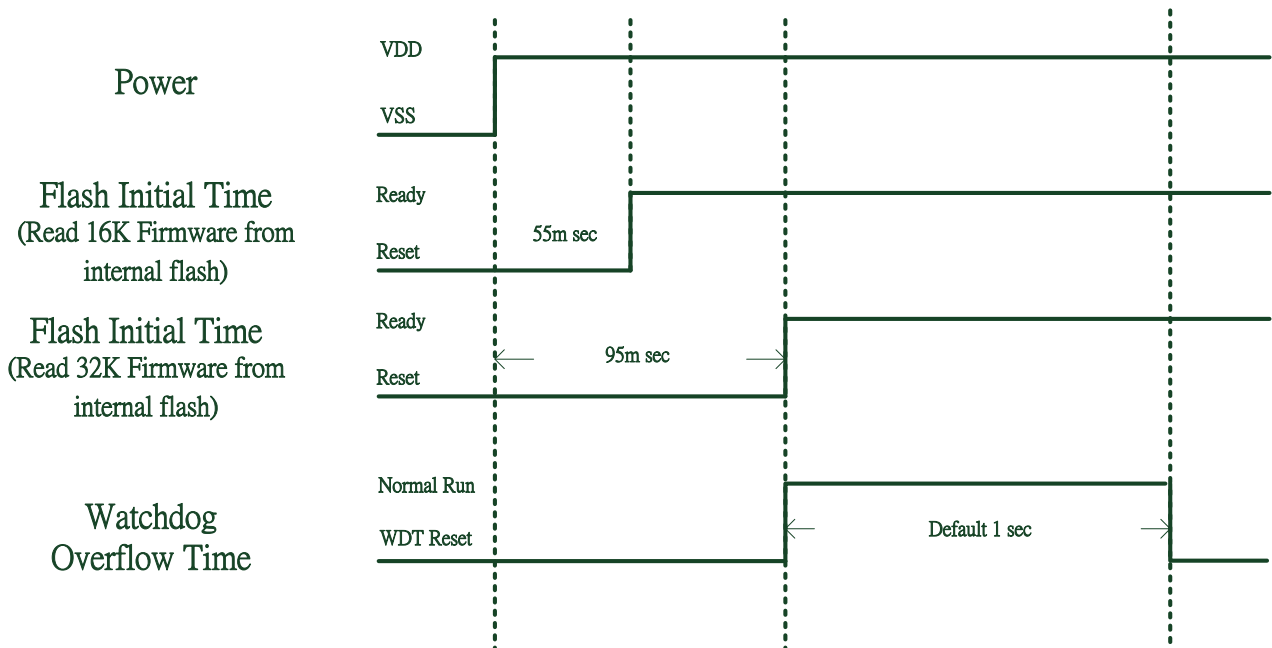 Power
VDD
VSS
Flash Initial Time
(Read 16K Firmware from
internal flash)
Ready
Reset
55m sec
Flash Initial Time
(Read 32K Firmware from
internal flash)
Ready
Reset
95m sec
Watchdog
Overflow Time
Normal Run
WDT Reset
Default 1 sec